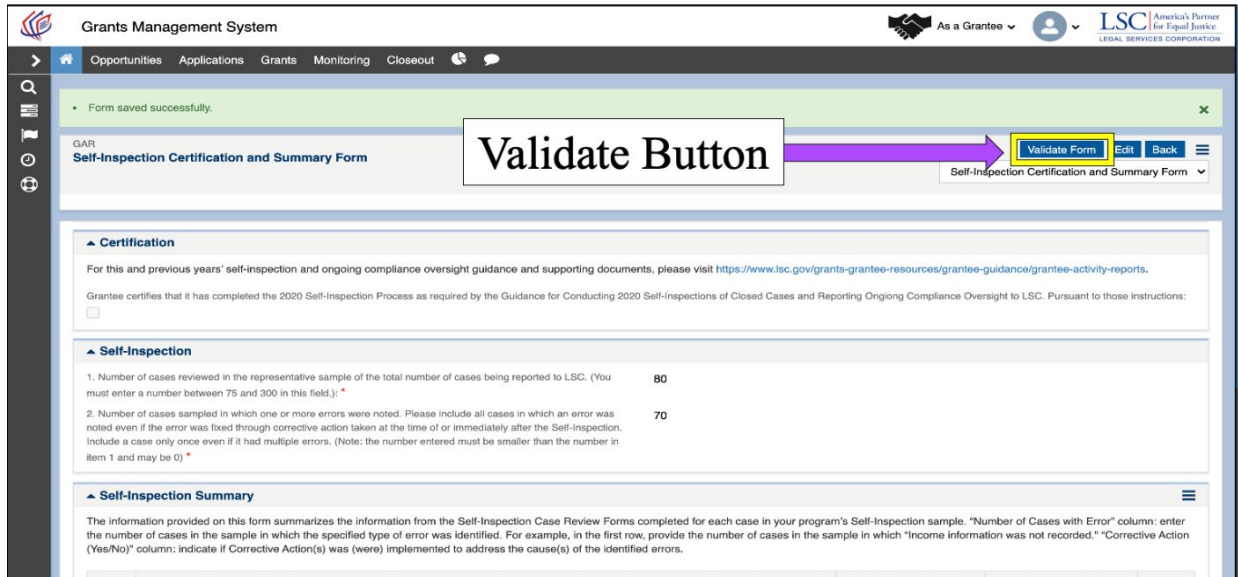 Grants Management System
As a Grantee
LSC America's Partner for Equal Justice
LEGAL SERVICES CORPORATION
Opportunities Applications Grants Monitoring Closeout
Form saved successfully.
GAR
Self-Inspection Certification and Summary Form
Validate Button
Validate Form Edit Back
Self-Inspection Certification and Summary Form
Certification
For this and previous years' self-inspection and ongoing compliance oversight guidance and supporting documents, please visit https://www.lsc.gov/grants-grantee-resources/grantee-guidance/grantee-activity-reports.
Grantee certifies that it has completed the 2020 Self-Inspection Process as required by the Guidance for Conducting 2020 Self-Inspections of Closed Cases and Reporting Ongiong Compliance Oversight to LSC. Pursuant to those instructions:
Self-Inspection
1. Number of cases reviewed in the representative sample of the total number of cases being reported to LSC. (You
must enter a number between 75 and 300 in this field.): *
80
2. Number of cases sampled in which one or more errors were noted. Please include all cases in which an error was
noted even if the error was fixed through corrective action taken at the time of or immediately after the Self-Inspection.
Include a case only once even if it had multiple errors. (Note: the number entered must be smaller than the number in
item 1 and may be 0) *
70
Self-Inspection Summary
The information provided on this form summarizes the information from the Self-Inspection Case Review Forms completed for each case in your program's Self-Inspection sample. "Number of Cases with Error" column: enter
the number of cases in the sample in which the specified type of error was identified. For example, in the first row, provide the number of cases in the sample in which "Income information was not recorded." "Corrective Action
(Yes/No)" column: indicate if Corrective Action(s) was (were) implemented to address the cause(s) of the identified errors.